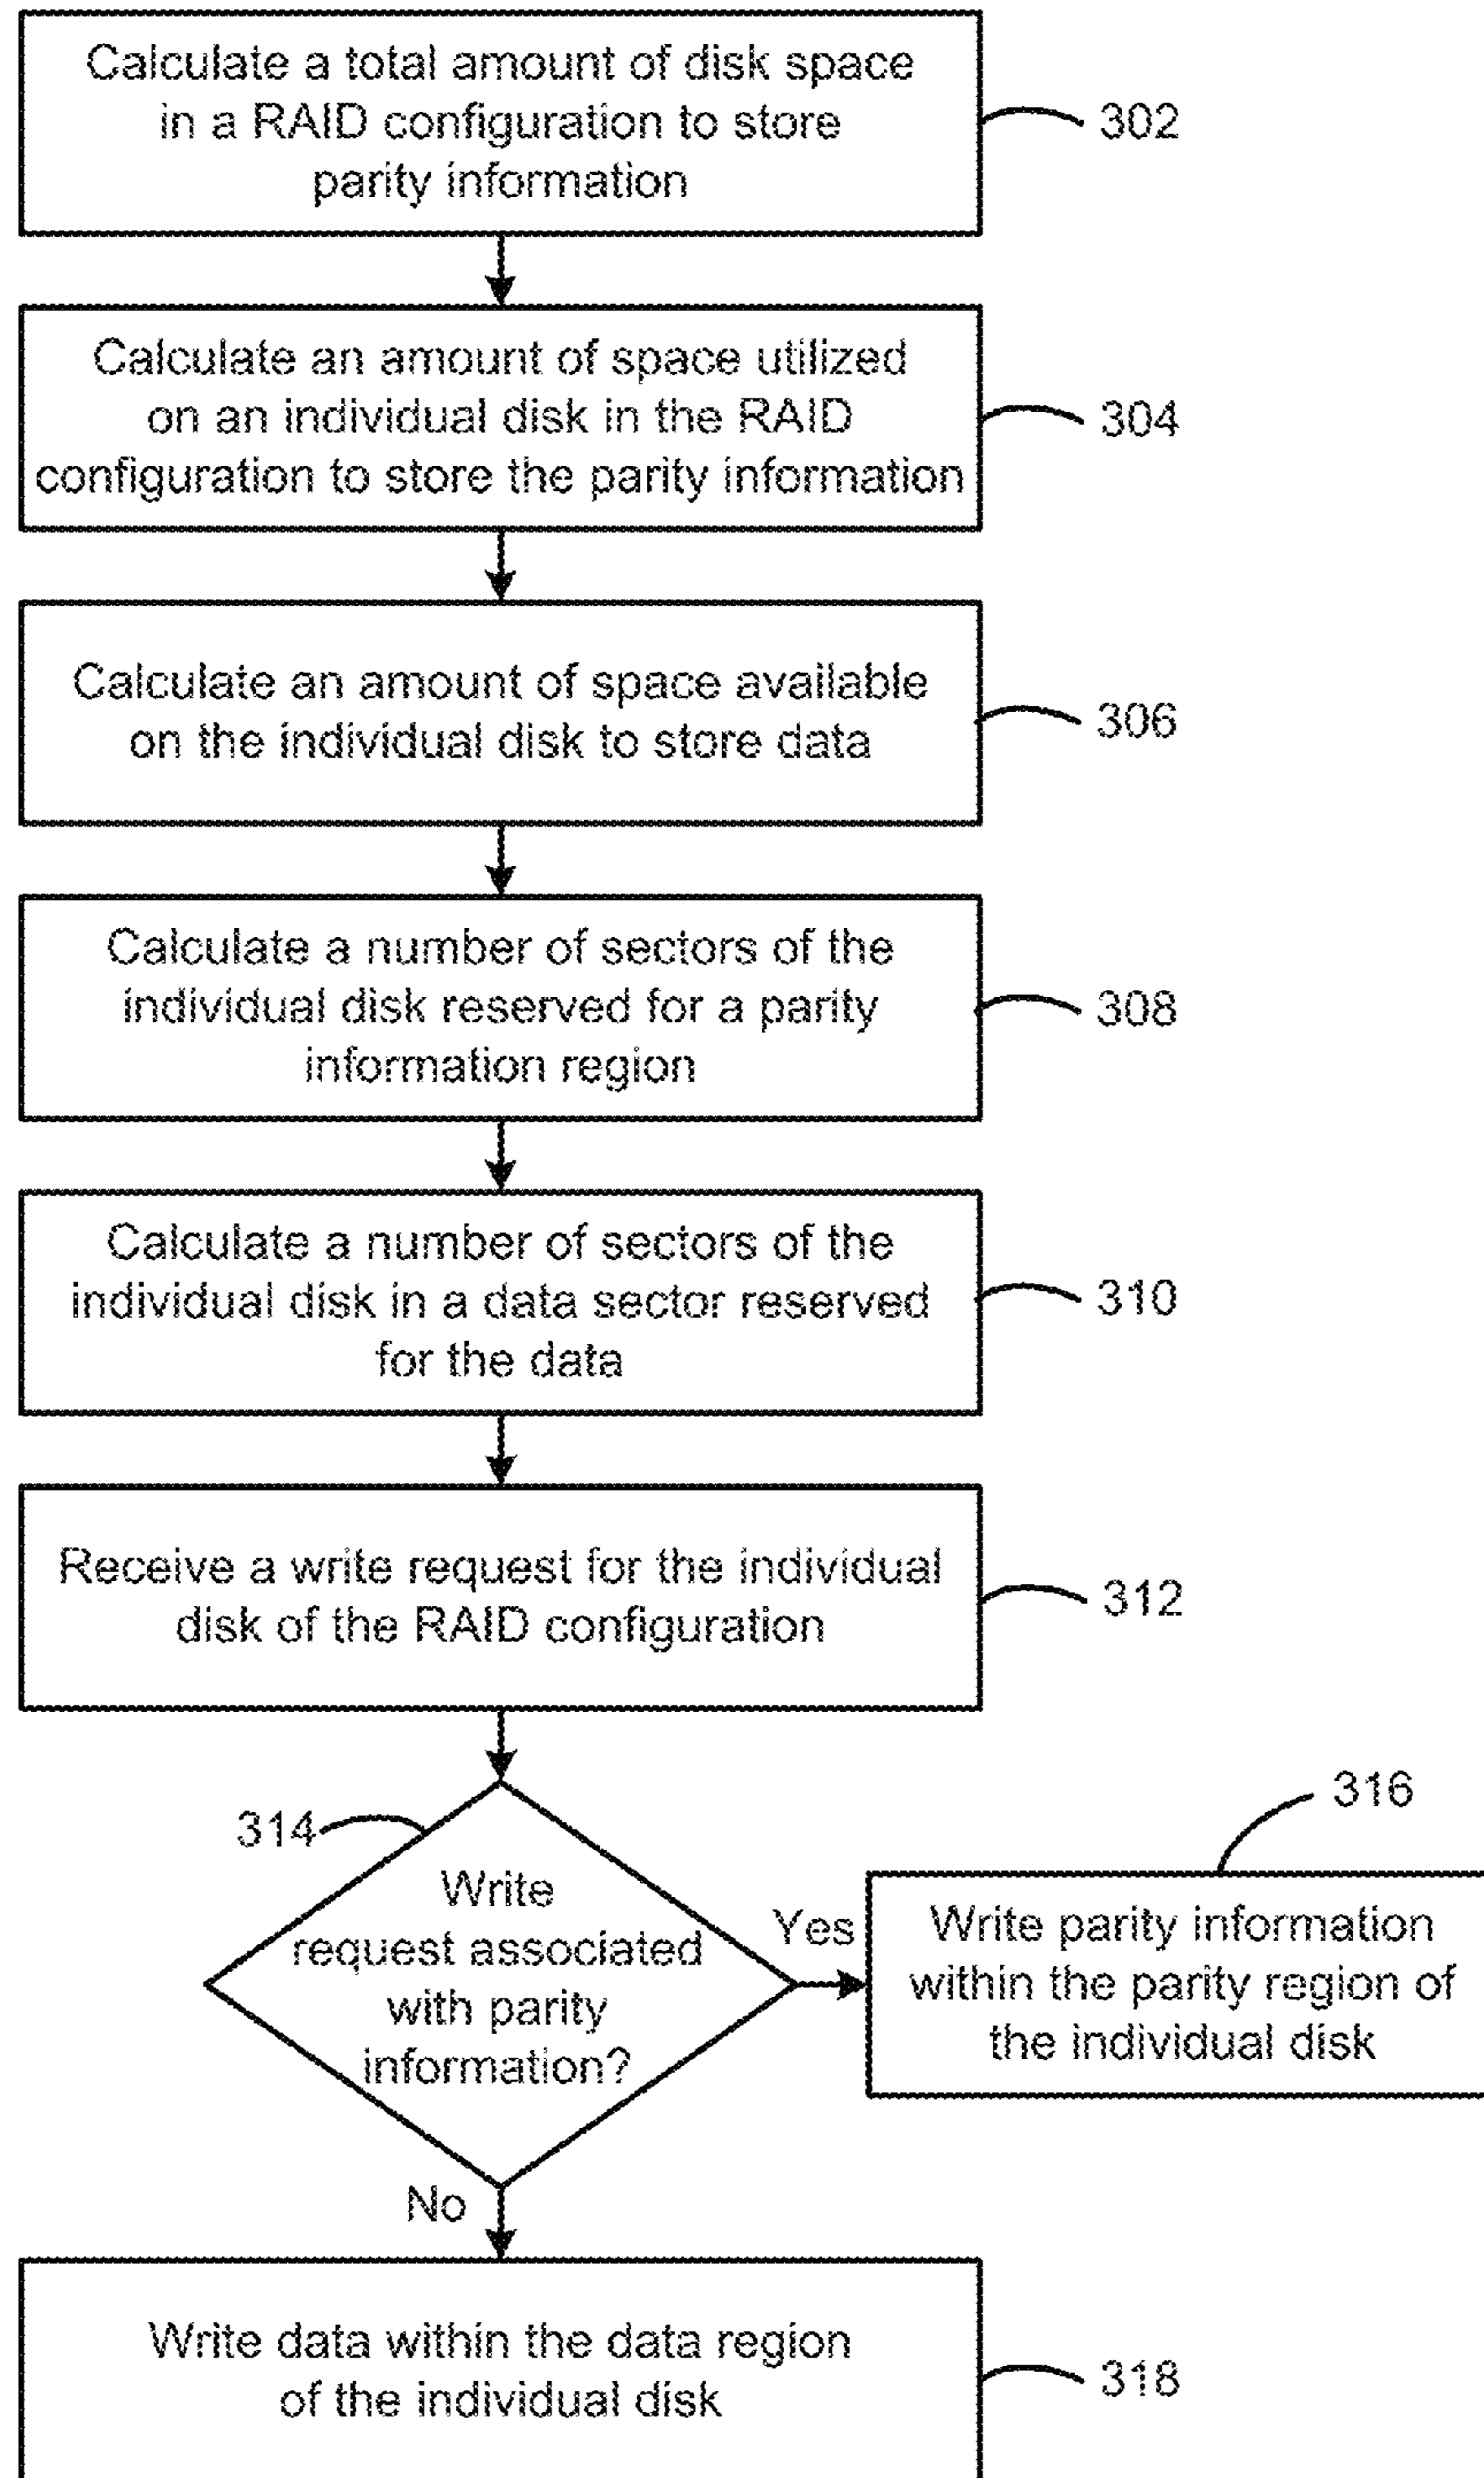 Calculate a total amount of disk space
in a RAID configuration to store
parity information
302
Calculate an amount of space utilized
on an individual disk in the RAID
configuration to store the parity information
304
Calculate an amount of space available
on the individual disk to store data
306
Calculate a number of sectors of the
individual disk reserved for a parity
information region
308
Calculate a number of sectors of the
individual disk in a data sector reserved
for the data
310
Receive a write request for the individual
disk of the RAID configuration
312
314
Write
request associated
with parity
information?
Yes
316
Write parity information
within the parity region of
the individual disk
No
Write data within the data region
of the individual disk
318